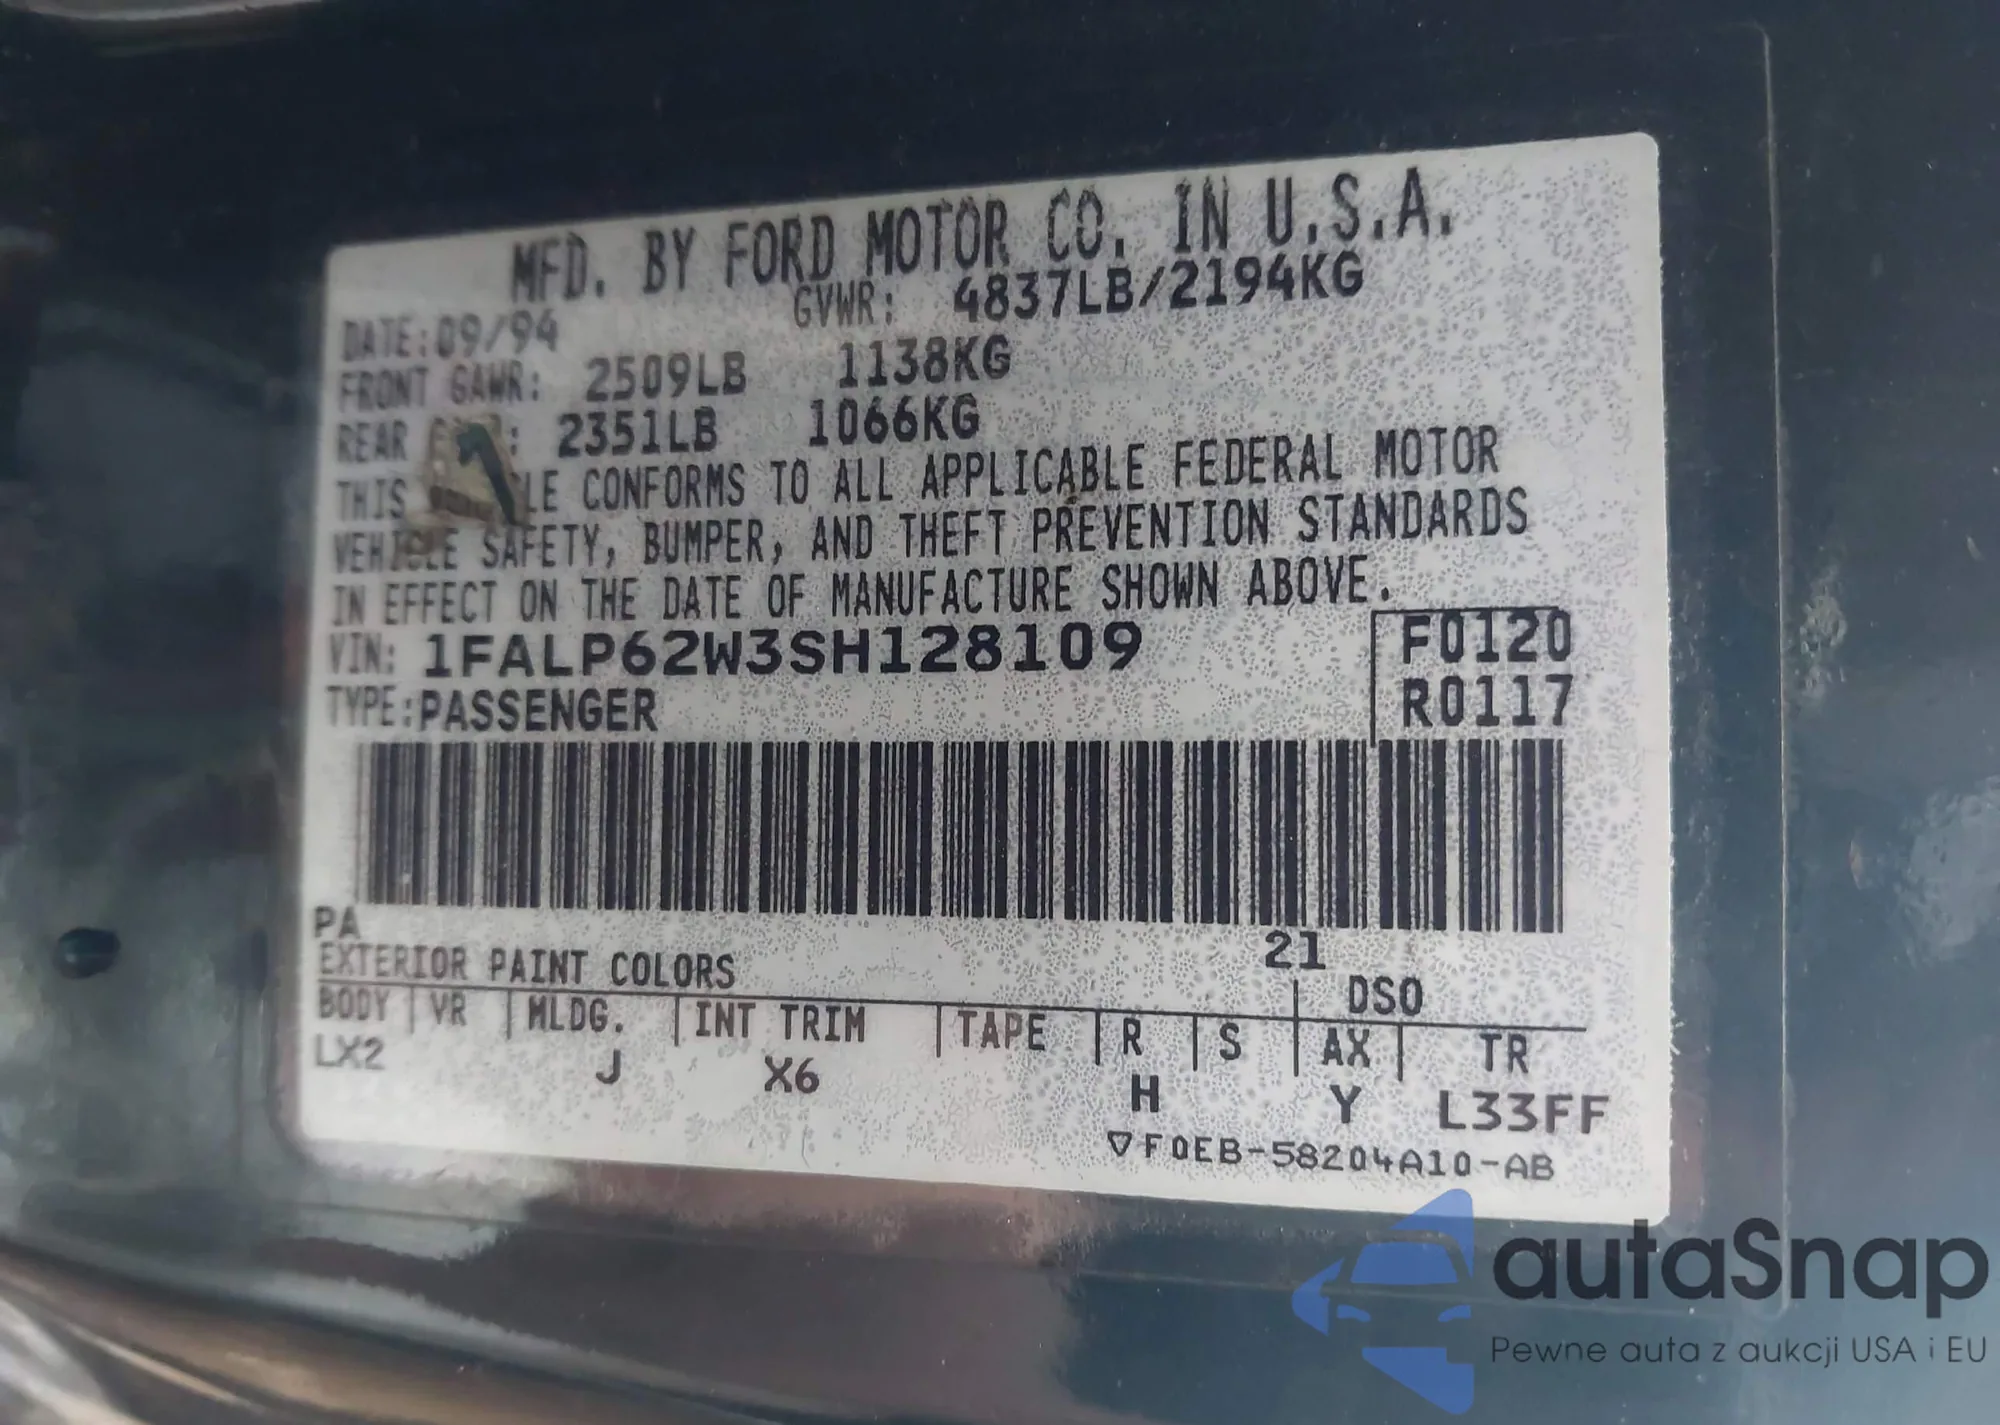 MFD. BY FORD MOTOR CO. IN U.S.A.
DATE:09/94 GVWR: 4837LB/2194KG
FRONT GAWR: 2509LB 1138KG
REAR : 2351LB 1066KG
THIS CONFORMS TO ALL APPLICABLE FEDERAL MOTOR
VEHICLE SAFETY, BUMPER, AND THEFT PREVENTION STANDARDS
IN EFFECT ON THE DATE OF MANUFACTURE SHOWN ABOVE.
VIN: 1FALP62W3SH128109
F0120
TYPE:PASSENGER
R0117
PA
21
EXTERIOR PAINT COLORS DSO
BODY VR MLDG. INT TRIM TAPE R S AX TR
LX2 J X6 H Y L33FF
▽F0EB-58204A10-AB
autaSnap
Pewne auta z aukcji USA i EU